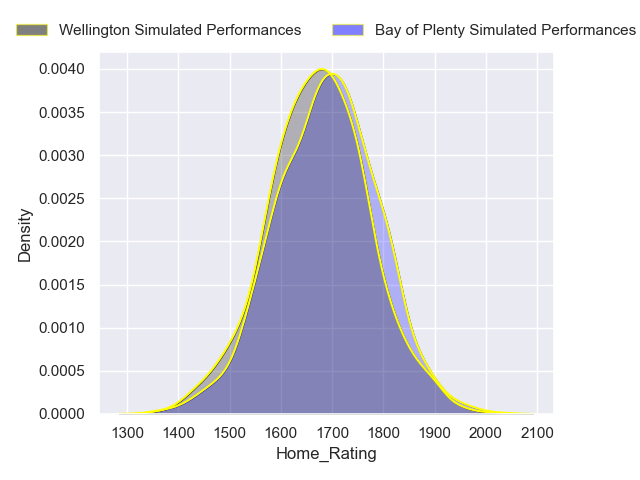 Wellington Simulated Performances
Bay of Plenty Simulated Performances
0.0040
0.0035
0.0030
0.0025
0.0020
0.0015
0.0010
0.0005
0.0000
Density
1300 1400 1500 1600 1700 1800 1900 2000 2100
Home_Rating